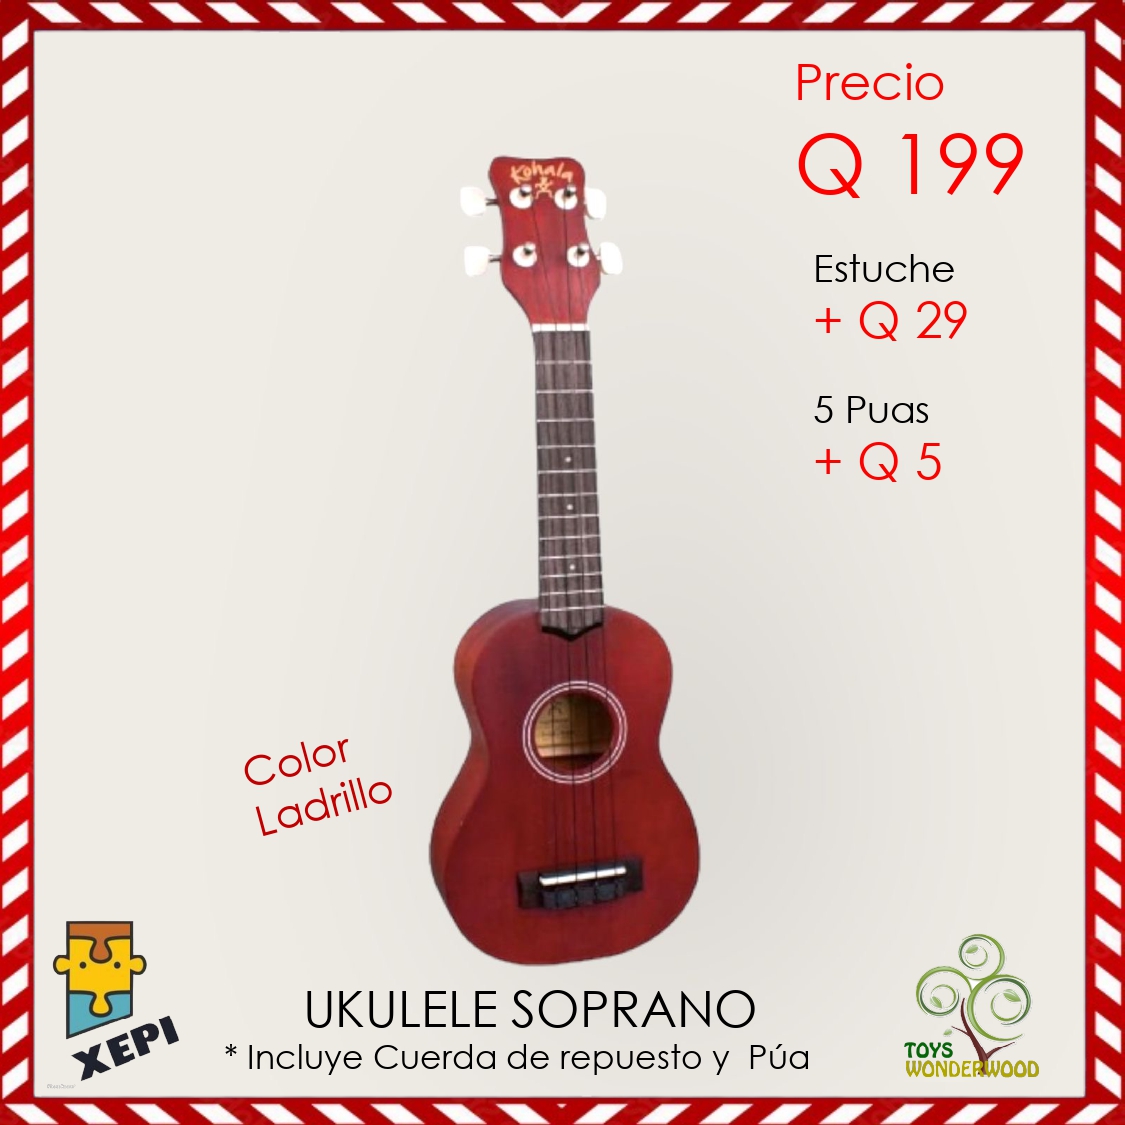 Precio
Q 199
Estuche
+ Q 29
5 Puas
+ Q 5
Kohala
Color
Ladrillo
UKULELE SOPRANO
* Incluye Cuerda de repuesto y Púa
XEPI
TOYS
WONDERWOOD